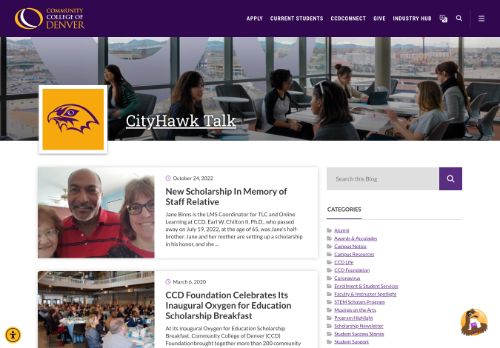 COMMUNITY
COLLEGE OF
DENVER
APPLY CURRENT STUDENTS CCDCONNECT GIVE INDUSTRY HUB
CityHawk Talk
October 24, 2022
New Scholarship In Memory of
Staff Relative
Jane Binns is the LMS Coordinator for TLC and Online
Learning at CCD. Earl W. Chilton II, Ph.D., who passed
away on July 19, 2022, at the age of 65, was Jane's half-
brother. Jane and her mother are setting up a scholarship
in his honor, and she ...
March 6, 2020
CCD Foundation Celebrates Its
Inaugural Oxygen for Education
Scholarship Breakfast
At its inaugural Oxygen for Education Scholarship
Breakfast, Community College of Denver (CCD)
Foundation brought together more than 200 community
Search this Blog
CATEGORIES
Alumni
Awards & Accolades
Campus Notice
Campus Resources
CCD Life
CCD Foundation
Coronavirus
Enrollment & Student Services
Faculty & Instructor Spotlight
STEM Scholars Program
Musings on the Arts
Program Highlight
Scholarship Newsletter
Student Success Stories
Student Support